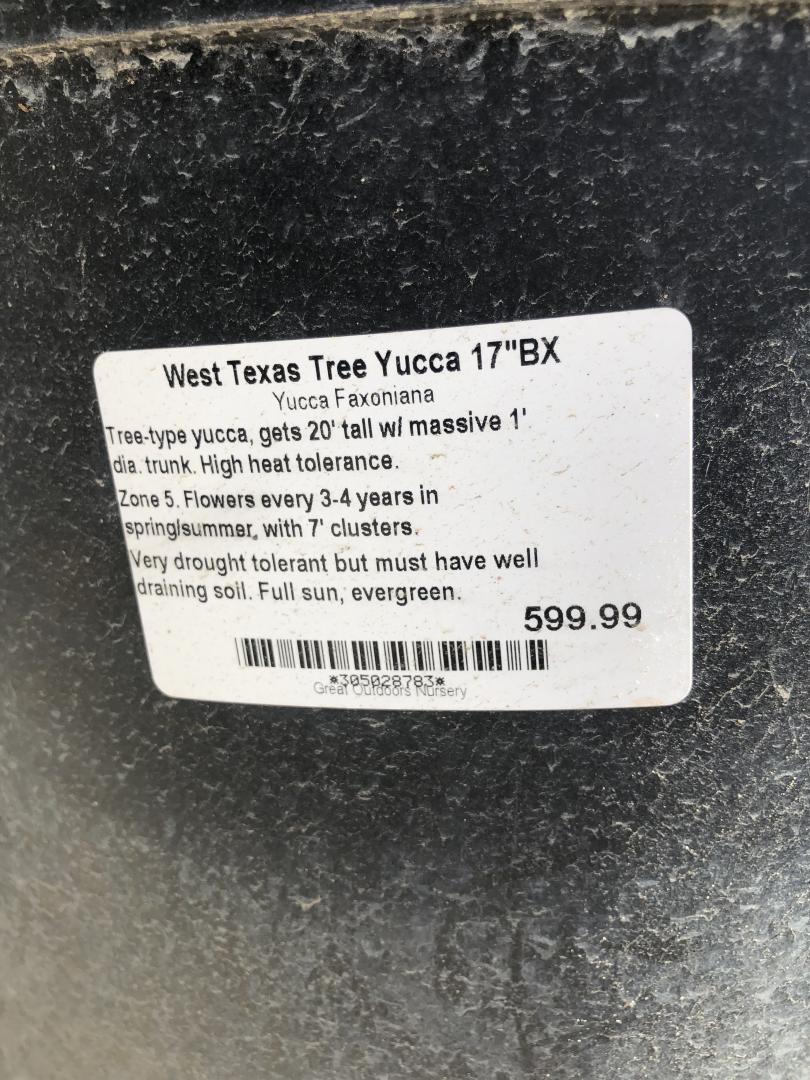 West Texas Tree Yucca 17"BX
Yucca Faxoniana
Tree-type yucca, gets 20' tall w/ massive 1'
dia. trunk. High heat tolerance.
Zone 5. Flowers every 3-4 years in
spring/summer, with 7' clusters.
Very drought tolerant but must have well
draining soil. Full sun, evergreen.
599.99
*305028783*
Great Outdoors Nursery